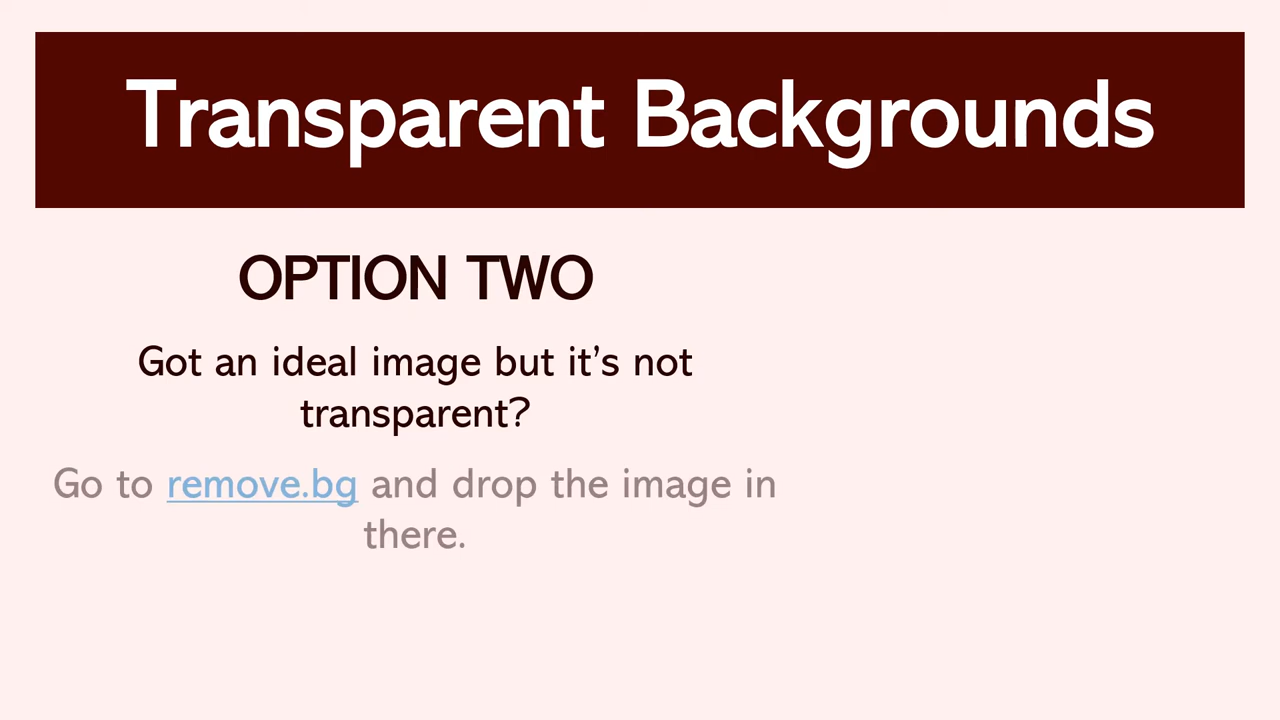 Transparent Backgrounds
OPTION TWO
Got an ideal image but it’s not
transparent?
Go to remove.bg and drop the image in
there.